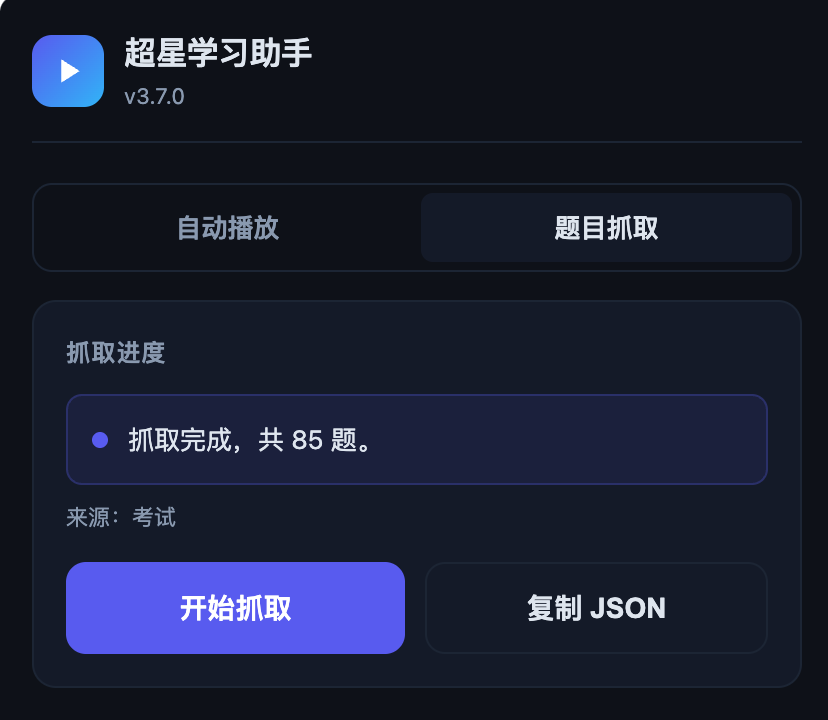 超星学习助手
v3.7.0
自动播放
题目抓取
抓取进度
抓取完成，共 85 题。
来源：考试
开始抓取
复制 JSON